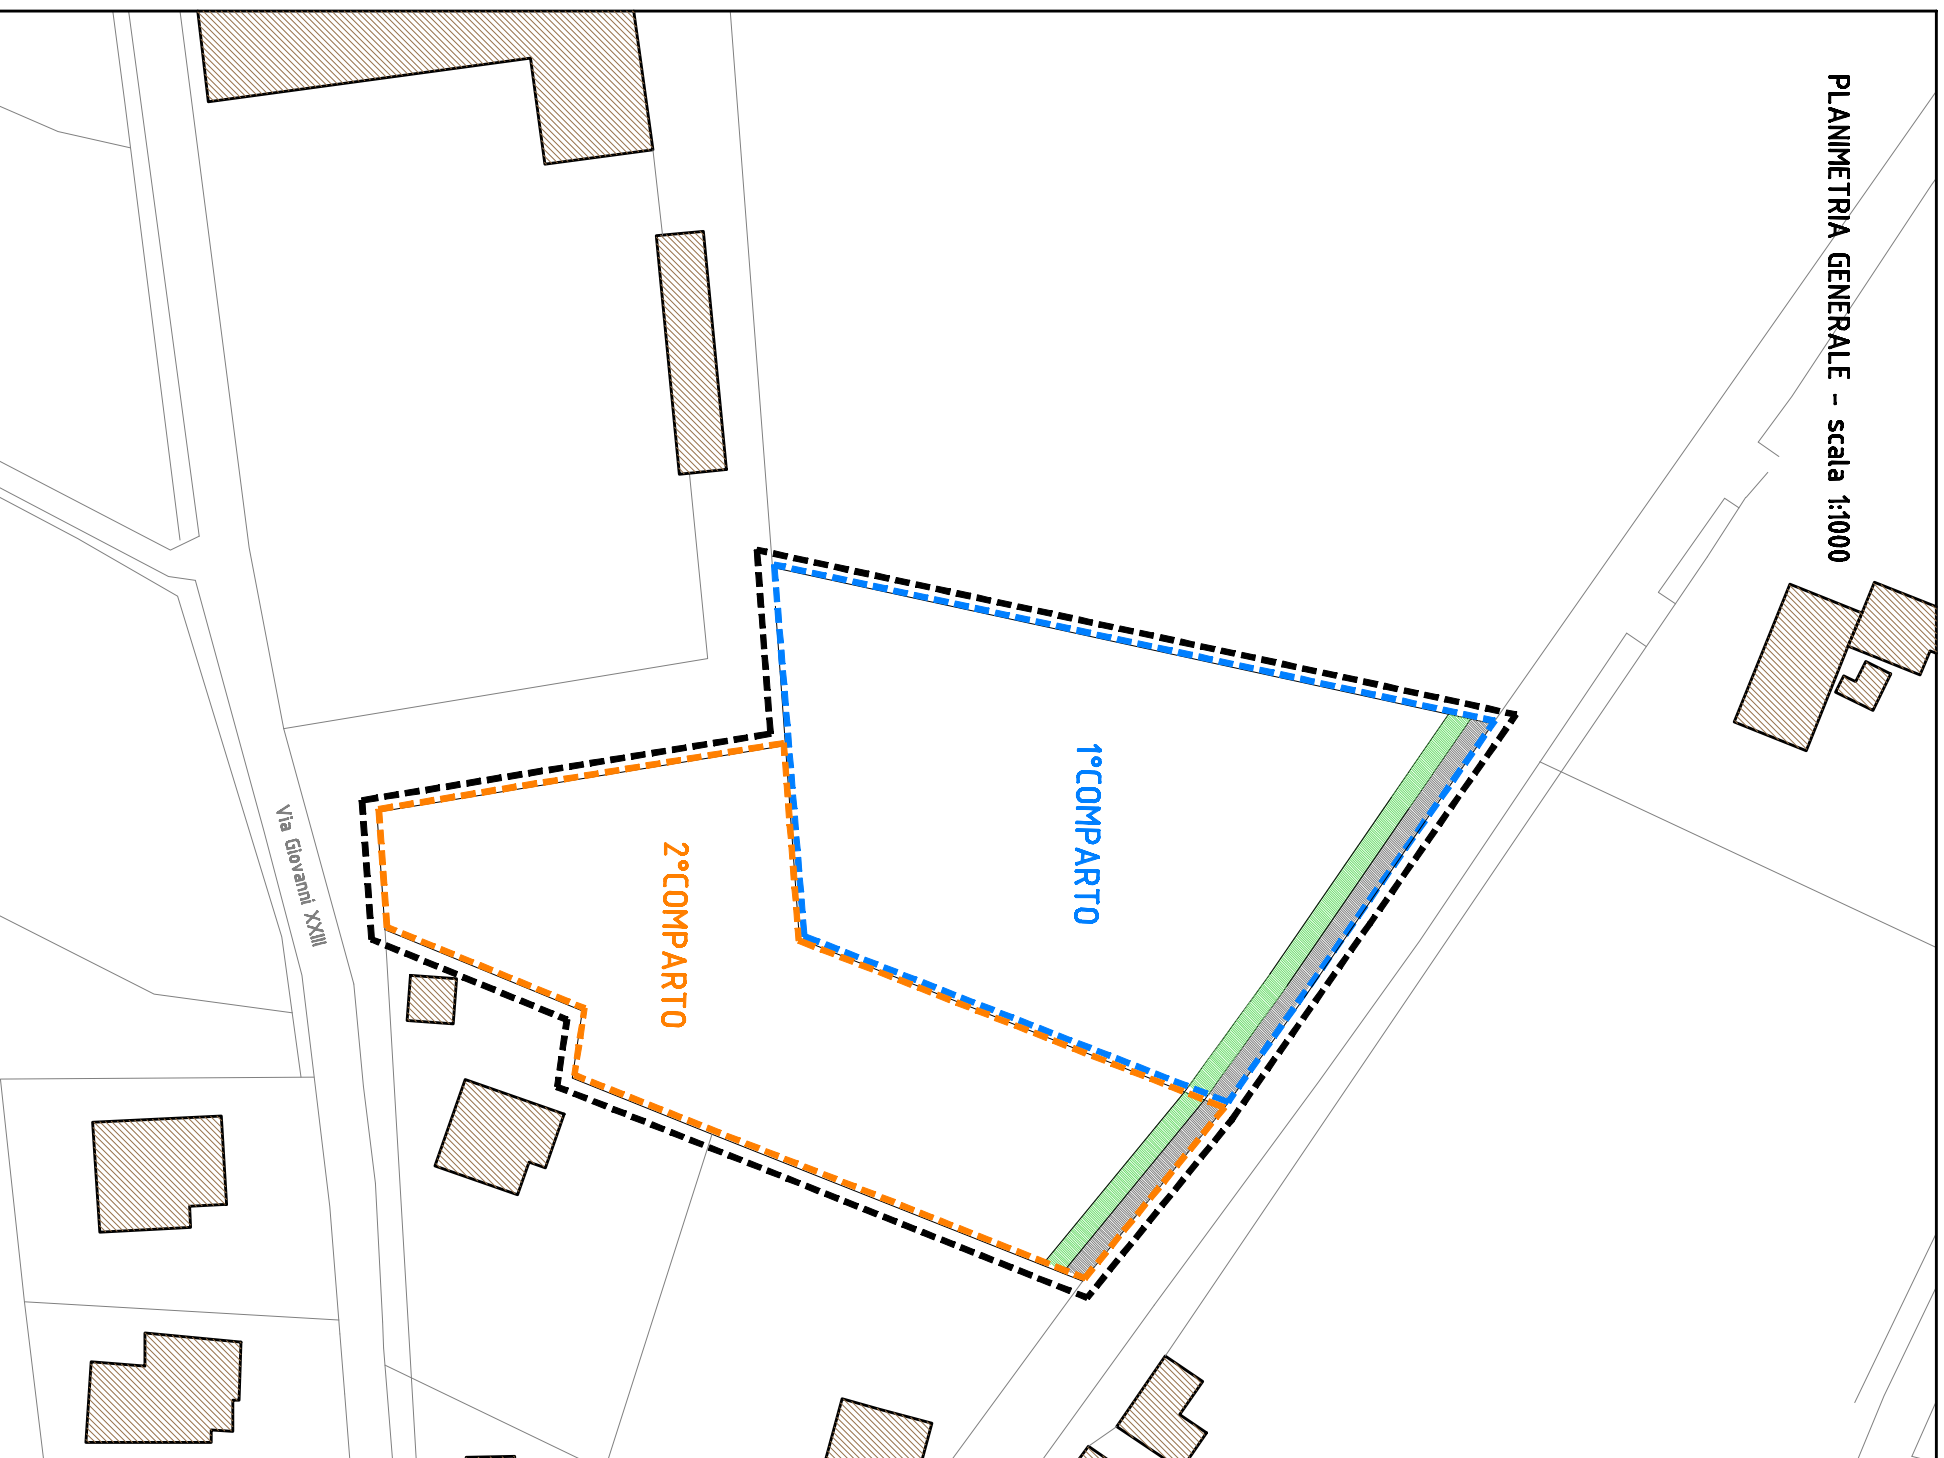 PLANIMETRIA GENERALE - scala 1:1000
1°COMPARTO
2°COMPARTO
Via Giovanni XXIII